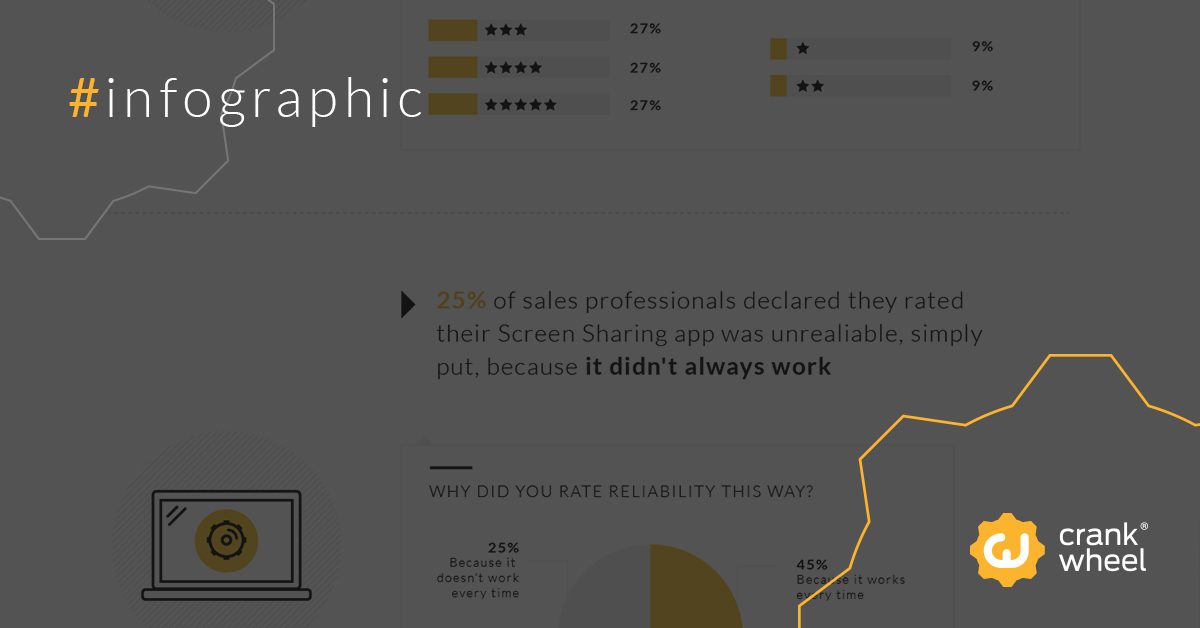 #infographic
27%
27%
27%
9%
9%
25% of sales professionals declared they rated
their Screen Sharing app was unrealiable, simply
put, because it didn't always work
WHY DID YOU RATE RELIABILITY THIS WAY?
25%
Because it
doesn't work
every time
45%
Because it works
every time
crank®
wheel